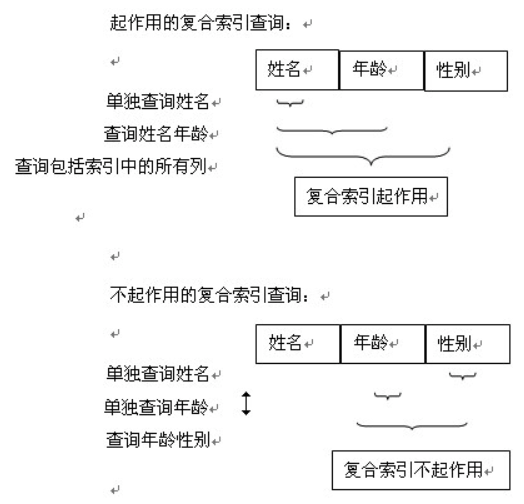 起作用的复合索引查询：
姓名 年龄 性别
单独查询姓名
查询姓名年龄
查询包括索引中的所有列
复合索引起作用
不起作用的复合索引查询：
姓名 年龄 性别
单独查询姓名
单独查询年龄
查询年龄性别
复合索引不起作用